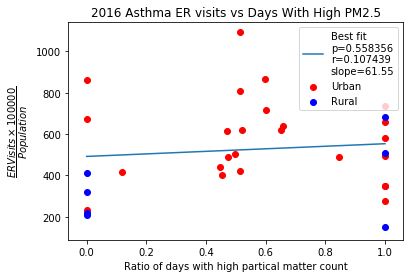 2016 Asthma ER visits vs Days With High PM2.5
Best fit
p=0.558356
r=0.107439
slope=61.55
Urban
Rural
ERVisits × 100000
Population
1000
800
600
400
200
0.0 0.2 0.4 0.6 0.8 1.0
Ratio of days with high partical matter count